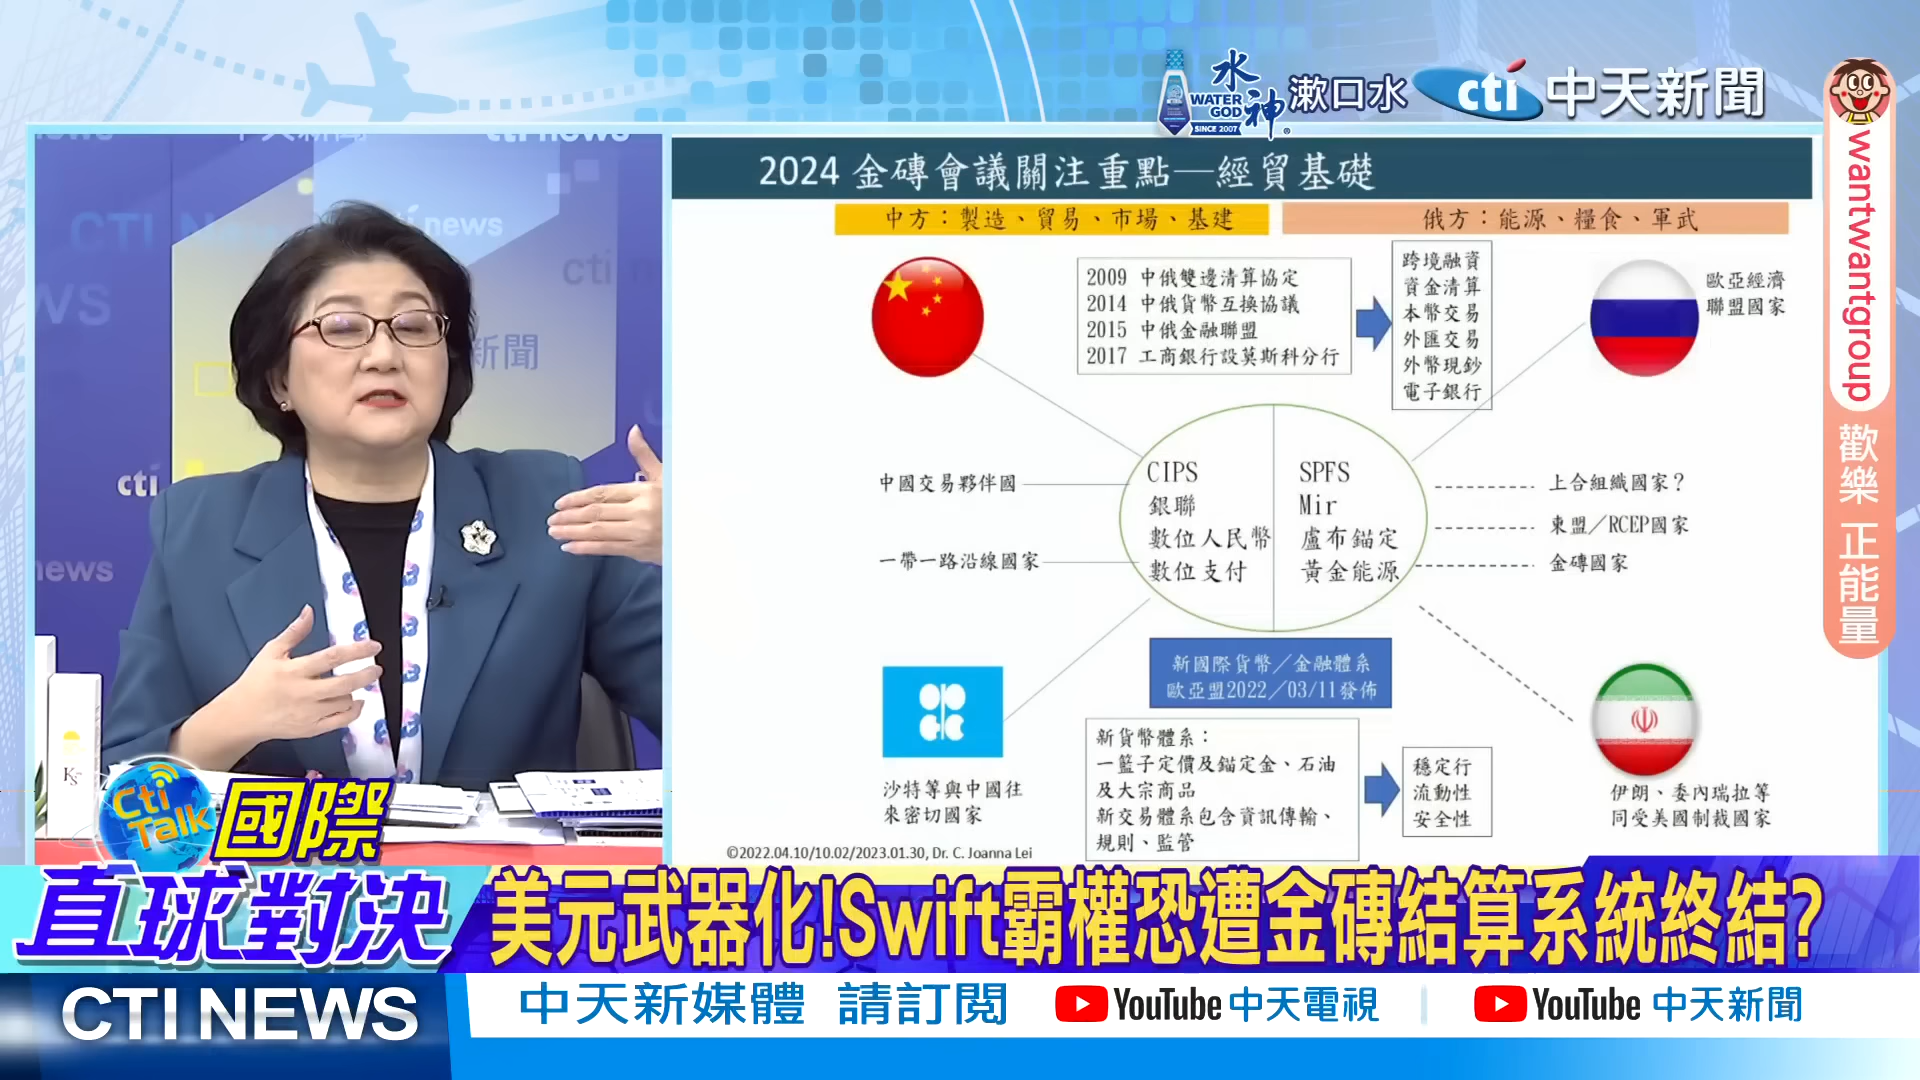 水神
WATER GOD
SINCE 2007
漱口水
cti 中天新聞
wantwantgroup
歡樂 正能量
cti news
CTI N
cti news
cti
新聞
cti
news
KS
2024 金磚會議關注重點—經貿基礎
中方：製造、貿易、市場、基建
俄方：能源、糧食、軍武
2009 中俄雙邊清算協定
2014 中俄貨幣互換協議
2015 中俄金融聯盟
2017 工商銀行設莫斯科分行
跨境融資
資金清算
本幣交易
外匯交易
外幣現鈔
電子銀行
歐亞經濟
聯盟國家
中國交易夥伴國
一帶一路沿線國家
CIPS
銀聯
數位人民幣
數位支付
SPFS
Mir
盧布錨定
黃金能源
上合組織國家？
東盟／RCEP國家
金磚國家
新國際貨幣／金融體系
歐亞盟2022／03/11發佈
沙特等與中國往
來密切國家
新貨幣體系：
一籃子定價及錨定金、石油
及大宗商品
新交易體系包含資訊傳輸、
規則、監管
穩定行
流動性
安全性
伊朗、委內瑞拉等
同受美國制裁國家
©2022.04.10/10.02/2023.01.30, Dr. C. Joanna Lei
Cti Talk
國際
直球對決
美元武器化!Swift霸權恐遭金磚結算系統終結?
CTI NEWS
中天新媒體 請訂閱 YouTube 中天電視 | YouTube 中天新聞